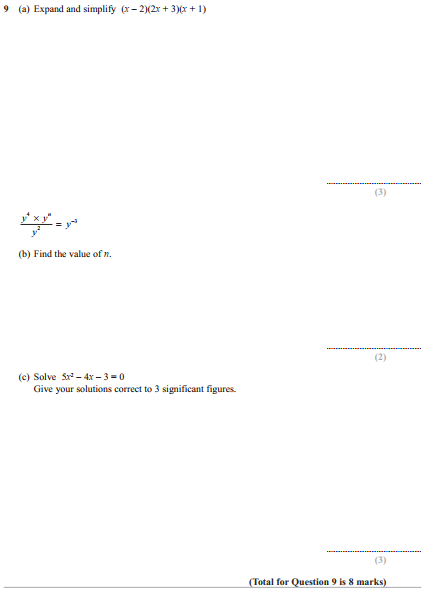 9 (a) Expand and simplify (x – 2)(2x + 3)(x + 1)
(3)
y⁴ × yⁿ / y² = y⁻³
(b) Find the value of n.
(2)
(c) Solve 5x² – 4x – 3 = 0
Give your solutions correct to 3 significant figures.
(3)
(Total for Question 9 is 8 marks)